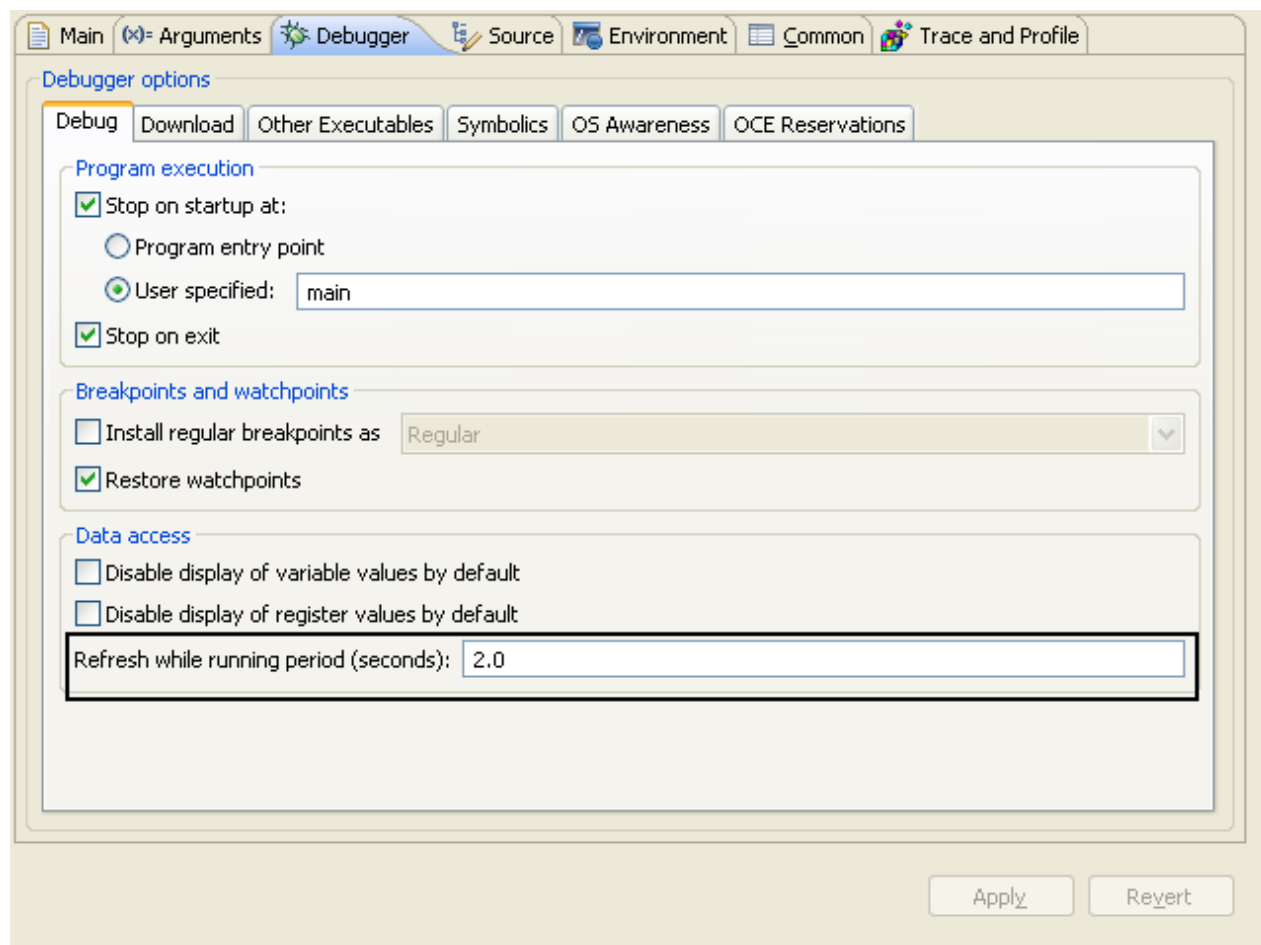 Main (x)= Arguments Debugger Source Environment Common Trace and Profile
Debugger options
Debug Download Other Executables Symbolics OS Awareness OCE Reservations
Program execution
Stop on startup at:
Program entry point
User specified: main
Stop on exit
Breakpoints and watchpoints
Install regular breakpoints as Regular
Restore watchpoints
Data access
Disable display of variable values by default
Disable display of register values by default
Refresh while running period (seconds): 2.0
Apply Revert